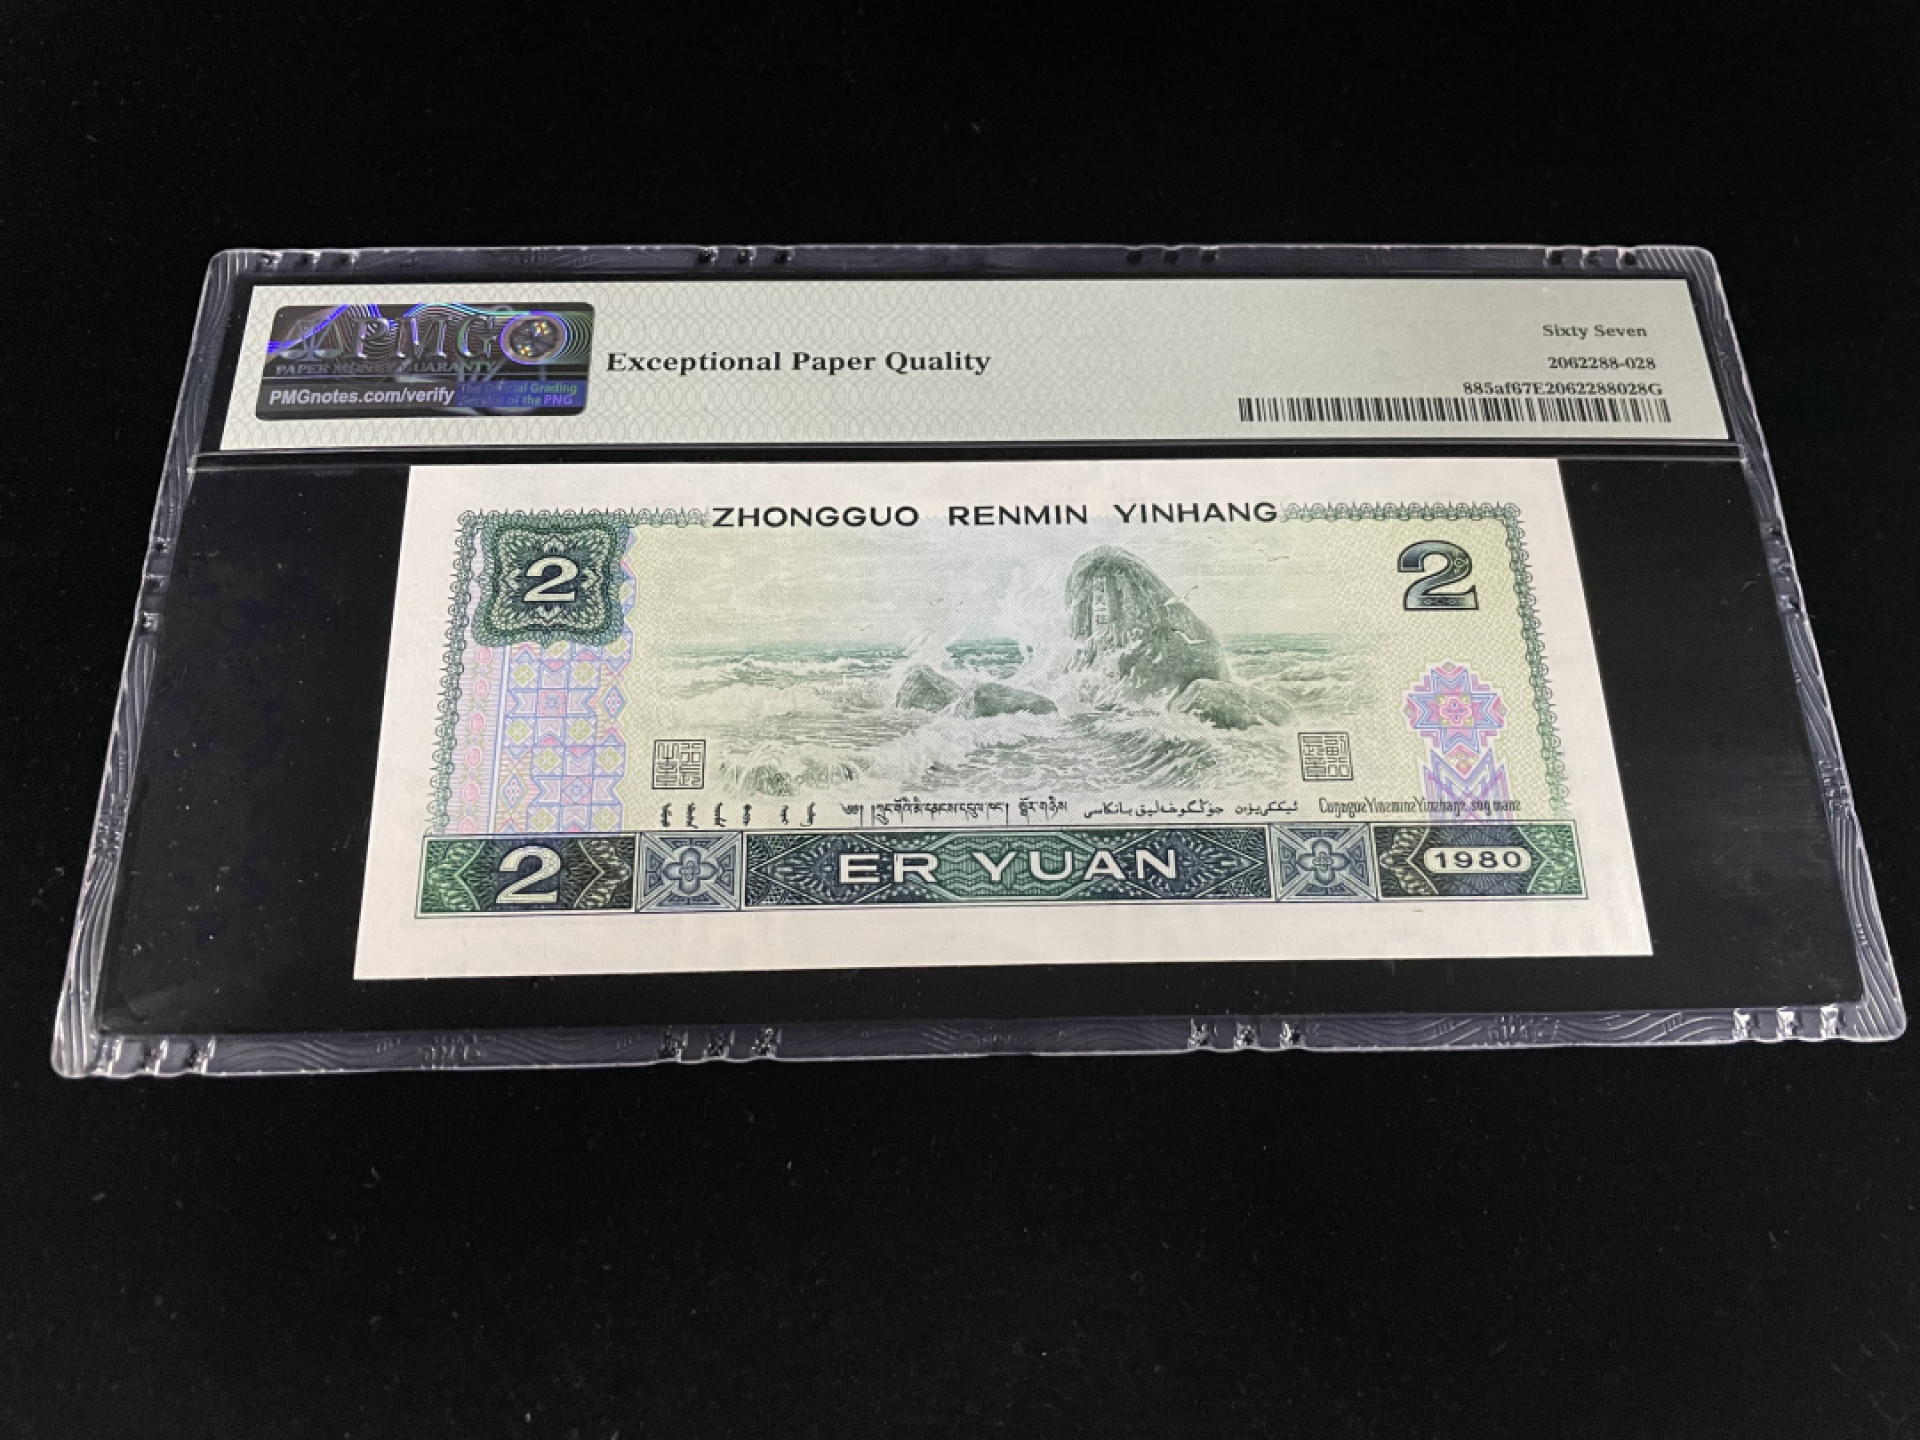 PMG
PAPER MONEY GUARANTY
PMGnotes.com/verify
The Official Grading
Service of the PNG
Exceptional Paper Quality
Sixty Seven
2062288-028
885af67E2062288028G
ZHONGGUO RENMIN YINHANG
2
2
2
ER YUAN
1980